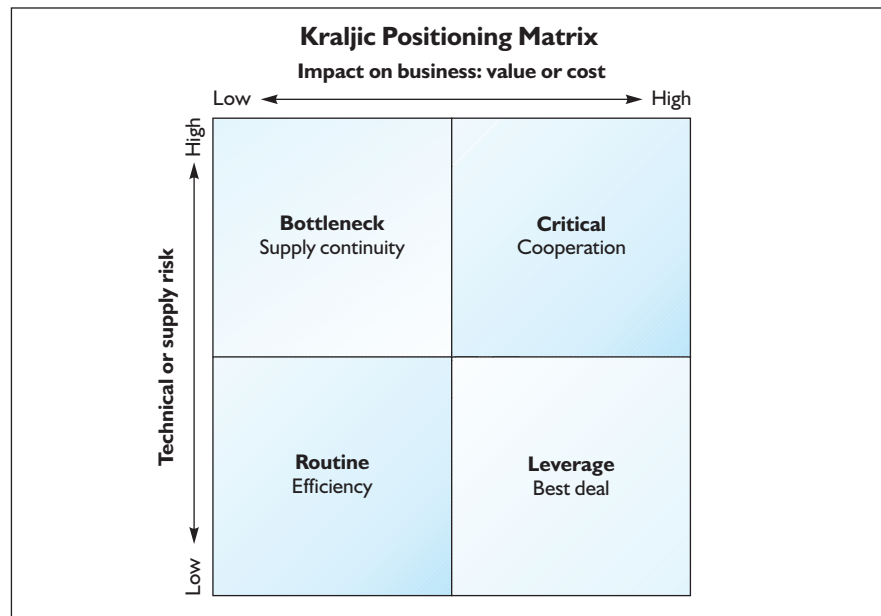 Kraljic Positioning Matrix
Impact on business: value or cost
Low
High
High
Technical or supply risk
Low
Bottleneck
Supply continuity
Critical
Cooperation
Routine
Efficiency
Leverage
Best deal